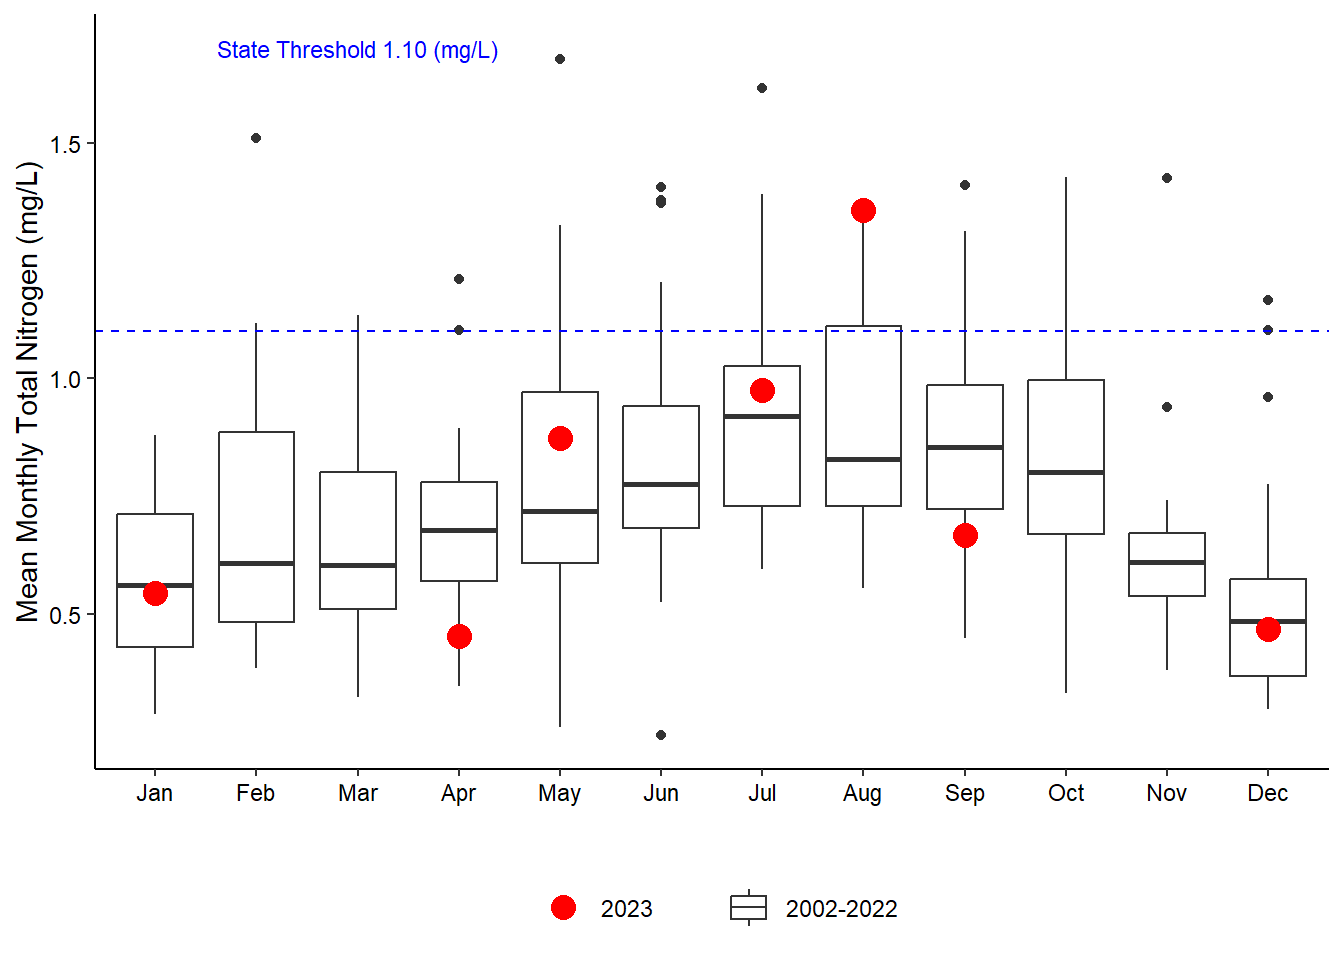 State Threshold 1.10 (mg/L)
Mean Monthly Total Nitrogen (mg/L)
1.5
1.0
0.5
Jan Feb Mar Apr May Jun Jul Aug Sep Oct Nov Dec
2023 2002-2022